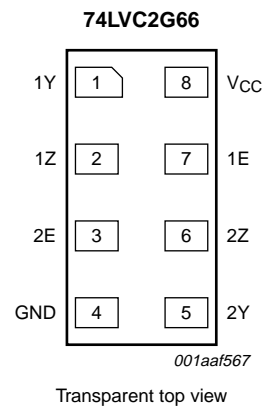 74LVC2G66
1Y 1 8 VCC
1Z 2 7 1E
2E 3 6 2Z
GND 4 5 2Y
001aaf567
Transparent top view